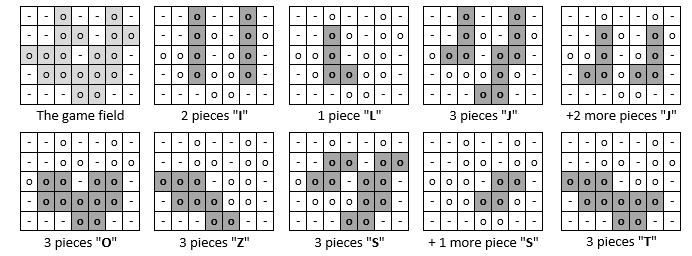 - - o - - o - - - o - - o - - - o - - o - - - o - - o - - - o - - o -
- - o o - o o - - o o - o o - - o o - o o - - o o - o o - - o o - o o
o o o - o o - o o o - o o - o o o - o o - o o o - o o - o o o - o o -
- o o o o o - - o o o o o - - o o o o o - - o o o o o - - o o o o o -
- - - o o - - - - - o o - - - - - o o - - - - - o o - - - - - o o - -
The game field 2 pieces "I" 1 piece "L" 3 pieces "J" +2 more pieces "J"
- - o - - o - - - o - - o - - - o - - o - - - o - - o - - - o - - o -
- - o o - o o - - o o - o o - - o o - o o - - o o - o o - - o o - o o
o o o - o o - o o o - o o - o o o - o o - o o o - o o - o o o - o o -
- o o o o o - - o o o o o - - o o o o o - - o o o o o - - o o o o o -
- - - o o - - - - - o o - - - - - o o - - - - - o o - - - - - o o - -
3 pieces "O" 3 pieces "Z" 3 pieces "S" + 1 more piece "S" 3 pieces "T"